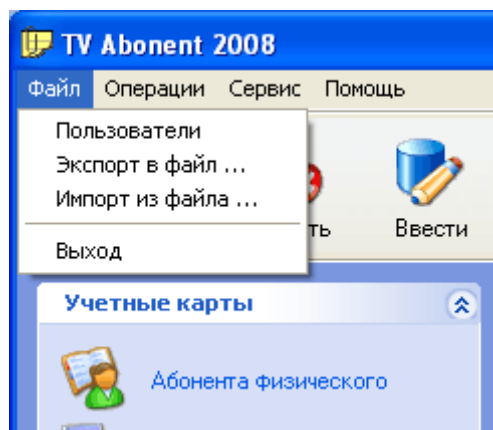 TV Abonent 2008
Файл Операции Сервис Помощь
Пользователи
Экспорт в файл ...
Импорт из файла ...
Выход
Ввести
Учетные карты
Абонента физического